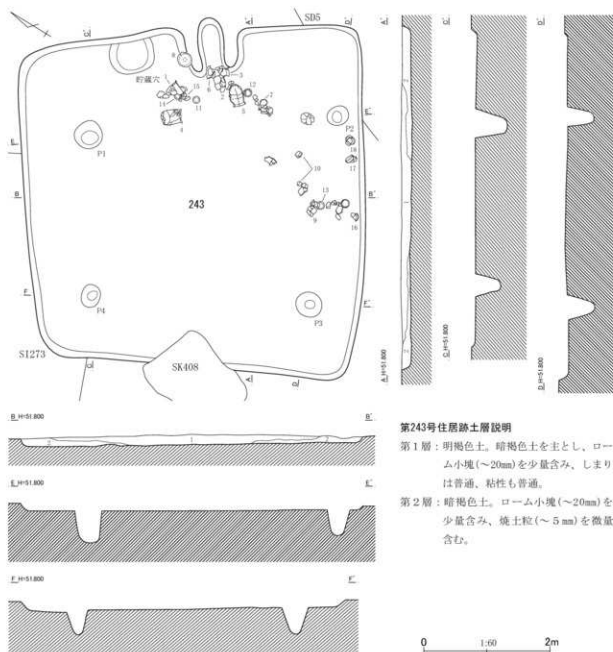 SD5
C'
A'
D'
貯蔵穴
P1
P2
243
E
E'
B
B'
F
F'
P4
P3
SI273
SK408
C
A
D
A H=51.800
C H=51.800
D H=51.800
B H=51.800
B'
E H=51.800
E'
F H=51.800
F'
第243号住居跡土層説明
第1層：明褐色土。暗褐色土を主とし、ロー
ム小塊(～20mm)を少量含み、しまり
は普通、粘性も普通。
第2層：暗褐色土。ローム小塊(～20mm)を
少量含み、焼土粒(～5mm)を微量
含む。
0 1:60 2m